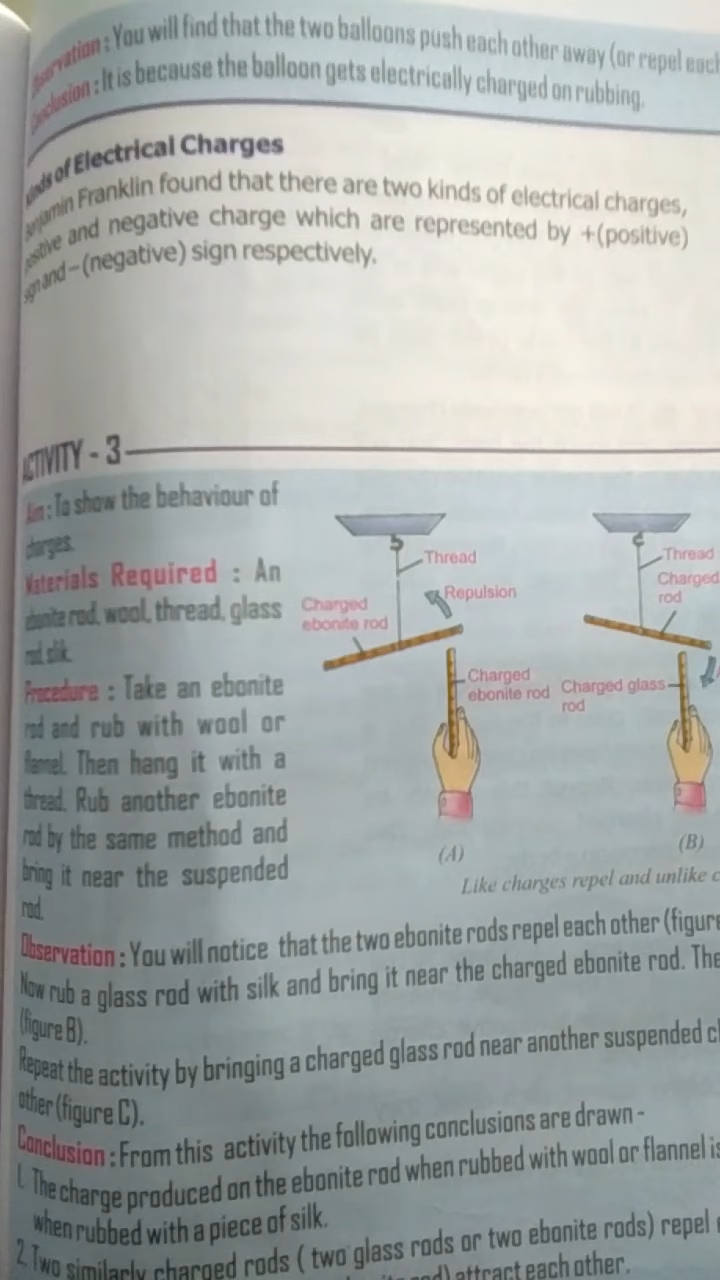 Observation : You will find that the two balloons push each other away (or repel each
Conclusion : It is because the balloon gets electrically charged on rubbing.
Kinds of Electrical Charges
Benjamin Franklin found that there are two kinds of electrical charges,
positive and negative charge which are represented by +(positive)
sign and – (negative) sign respectively.
ACTIVITY - 3
Aim : To show the behaviour of
charges.
Materials Required : An
ebonite rod, wool, thread, glass
rod, silk.
Procedure : Take an ebonite
rod and rub with wool or
flannel. Then hang it with a
thread. Rub another ebonite
rod by the same method and
bring it near the suspended
rod.
Thread
Repulsion
Charged
ebonite rod
Charged
ebonite rod
(A)
Thread
Charged
rod
Charged glass
rod
(B)
Like charges repel and unlike c
Observation : You will notice that the two ebonite rods repel each other (figure
Now rub a glass rod with silk and bring it near the charged ebonite rod. The
(figure B).
Repeat the activity by bringing a charged glass rod near another suspended
other (figure C).
Conclusion : From this activity the following conclusions are drawn -
1. The charge produced on the ebonite rod when rubbed with wool or flannel is
when rubbed with a piece of silk.
2. Two similarly charged rods ( two glass rods or two ebonite rods) repel
attract each other.